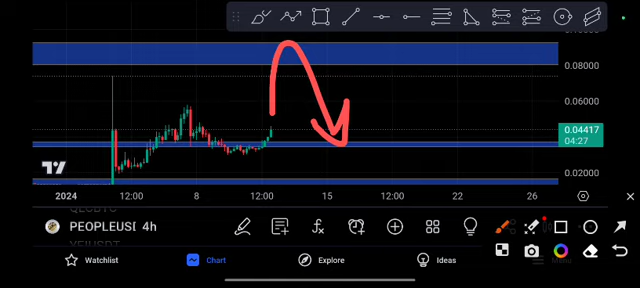 0.08000
0.06000
0.04417
04:27
0.02000
2024 12:00 8 12:00 15 12:00 22 26
PEOPLEUSI 4h
Watchlist Chart Explore Ideas